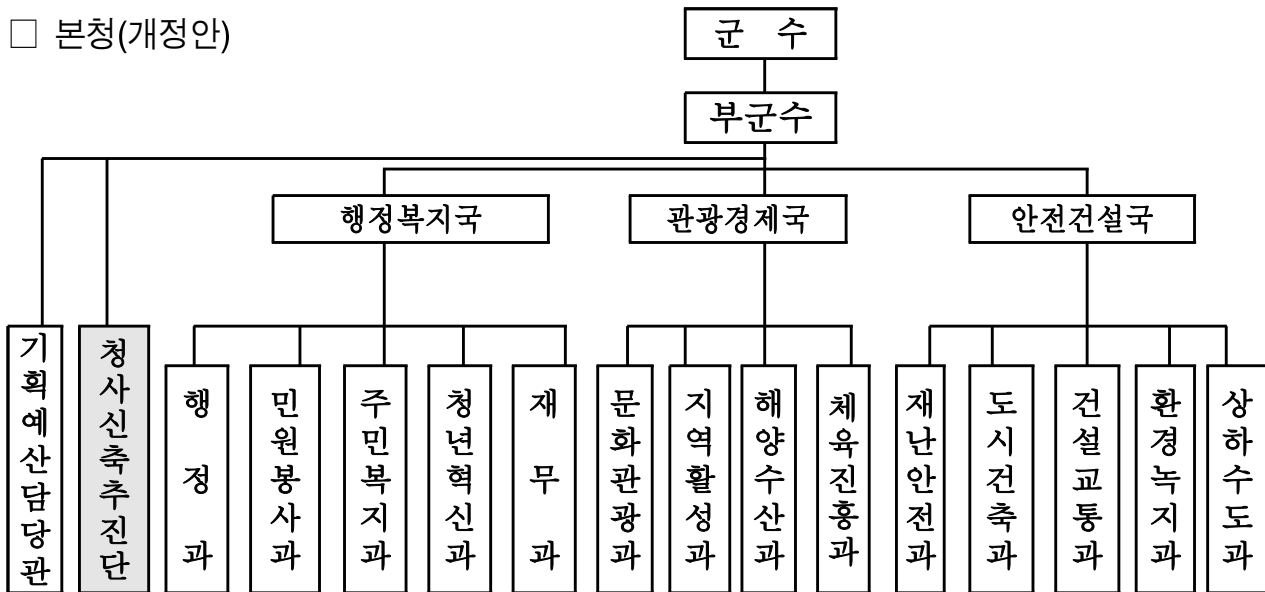 □ 본청(개정안)
군 수
부군수
행정복지국
관광경제국
안전건설국
기획예산담당관
청사신축추진단
행정과
민원봉사과
주민복지과
청년혁신과
재무과
문화관광과
지역활성과
해양수산과
체육진흥과
재난안전과
도시건축과
건설교통과
환경녹지과
상하수도과